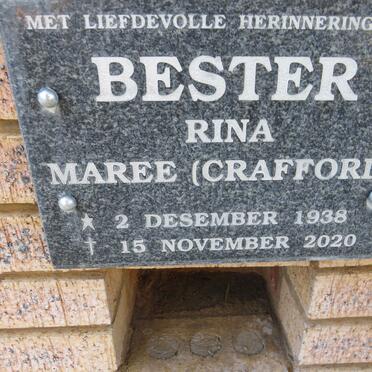 MET LIEFDEVOLLE HERINNERING
BESTER
RINA
MAREE (CRAFFORD
★ 2 DESEMBER 1938
† 15 NOVEMBER 2020